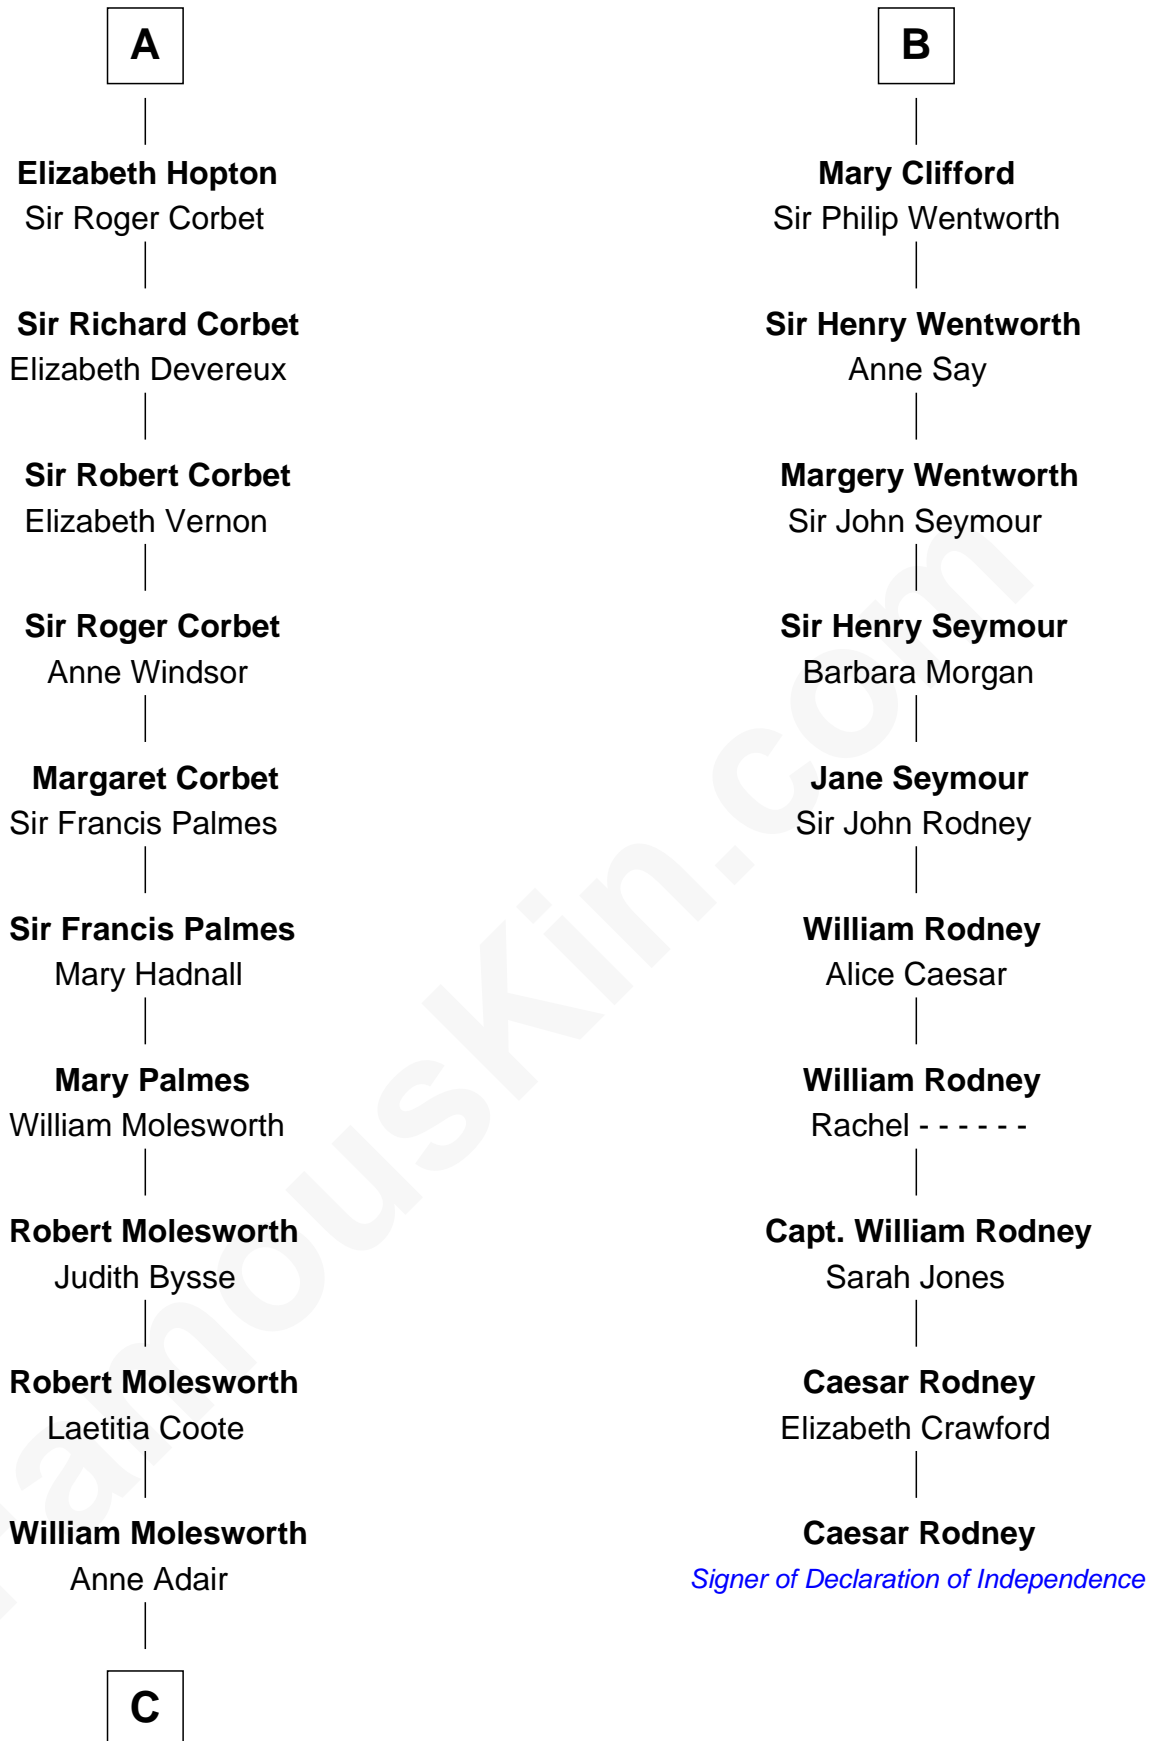 A
Elizabeth Hopton
Sir Roger Corbet
Sir Richard Corbet
Elizabeth Devereux
Sir Robert Corbet
Elizabeth Vernon
Sir Roger Corbet
Anne Windsor
Margaret Corbet
Sir Francis Palmes
Sir Francis Palmes
Mary Hadnall
Mary Palmes
William Molesworth
Robert Molesworth
Judith Bysse
Robert Molesworth
Laetitia Coote
William Molesworth
Anne Adair
C
B
Mary Clifford
Sir Philip Wentworth
Sir Henry Wentworth
Anne Say
Margery Wentworth
Sir John Seymour
Sir Henry Seymour
Barbara Morgan
Jane Seymour
Sir John Rodney
William Rodney
Alice Caesar
William Rodney
Rachel - - - - - -
Capt. William Rodney
Sarah Jones
Caesar Rodney
Elizabeth Crawford
Caesar Rodney
Signer of Declaration of Independence
FamousKin.com